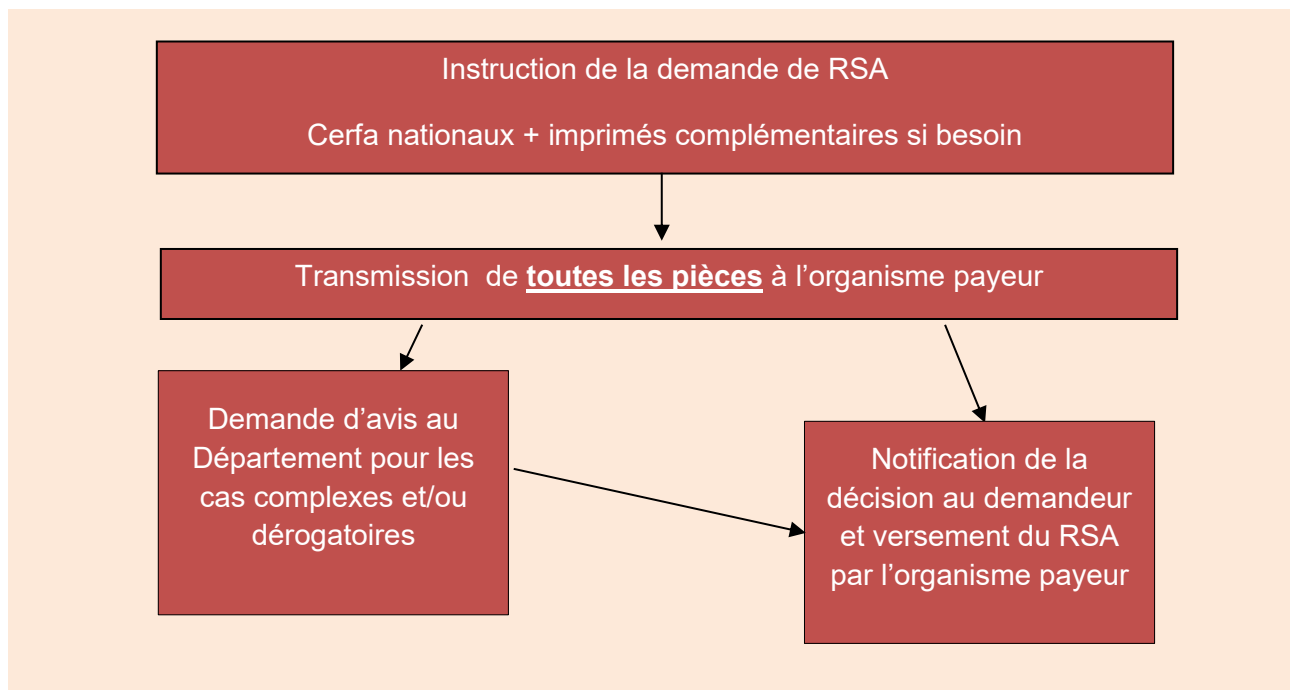 Instruction de la demande de RSA
Cerfa nationaux + imprimés complémentaires si besoin
Transmission de toutes les pièces à l’organisme payeur
Demande d’avis au
Département pour les
cas complexes et/ou
dérogatoires
Notification de la
décision au demandeur
et versement du RSA
par l’organisme payeur